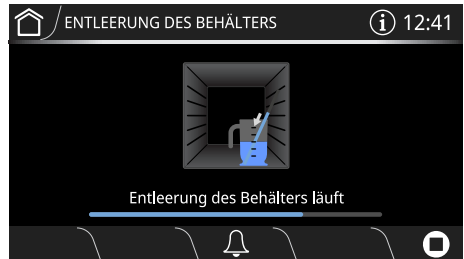 ENTLEERUNG DES BEHÄLTERS
i 12:41
Entleerung des Behälters läuft